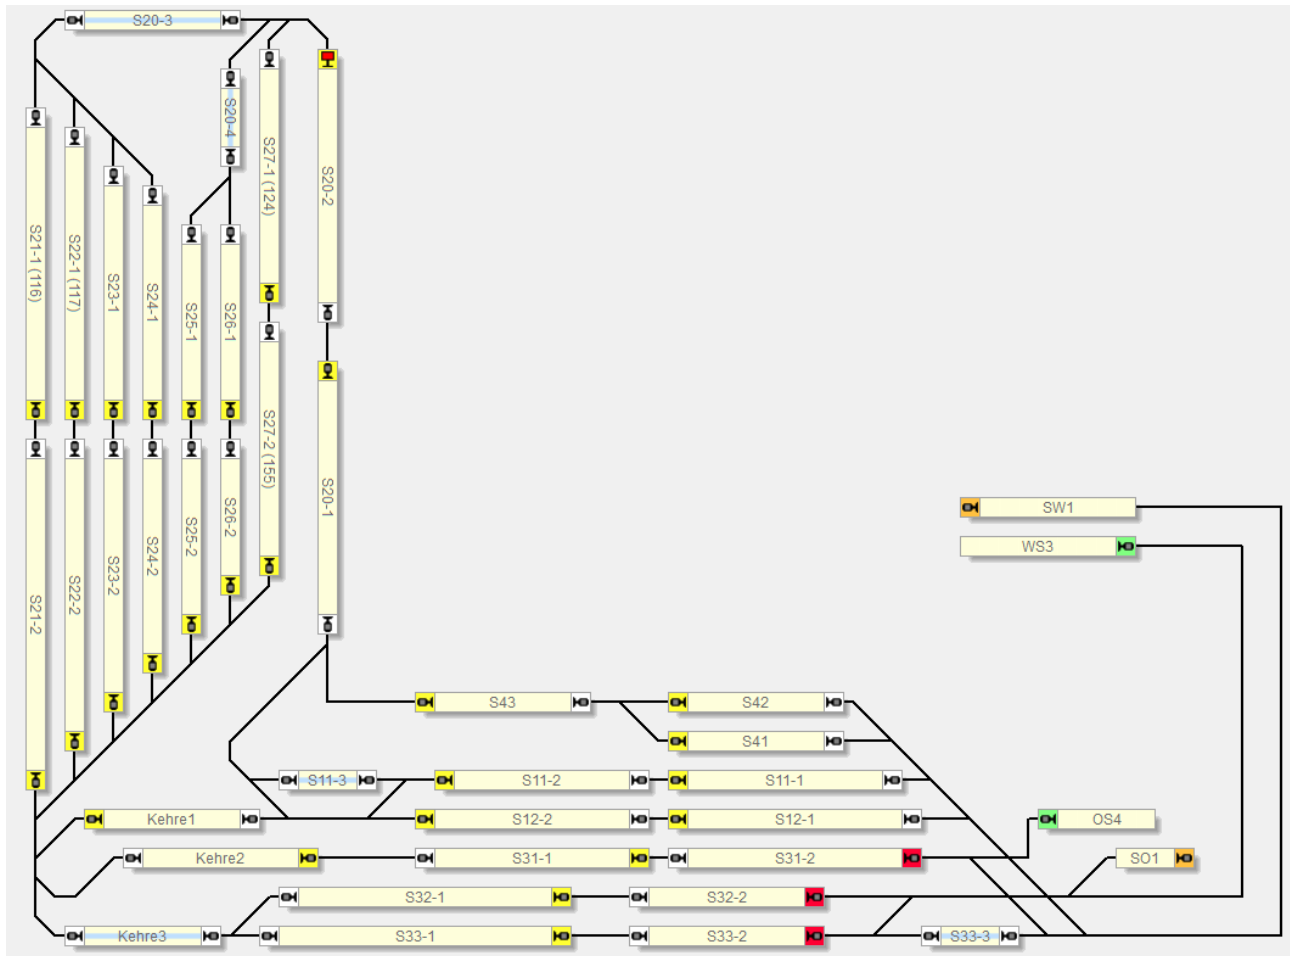 S20-3
S20-4
S27-1 (124)
S20-2
S21-1 (116)
S22-1 (117)
S23-1
S24-1
S25-1
S26-1
S27-2 (155)
S20-1
S21-2
S22-2
S23-2
S24-2
S25-2
S26-2
SW1
WS3
S43
S42
S41
S11-3
S11-2
S11-1
Kehre1
S12-2
S12-1
OS4
Kehre2
S31-1
S31-2
SO1
S32-1
S32-2
Kehre3
S33-1
S33-2
S33-3